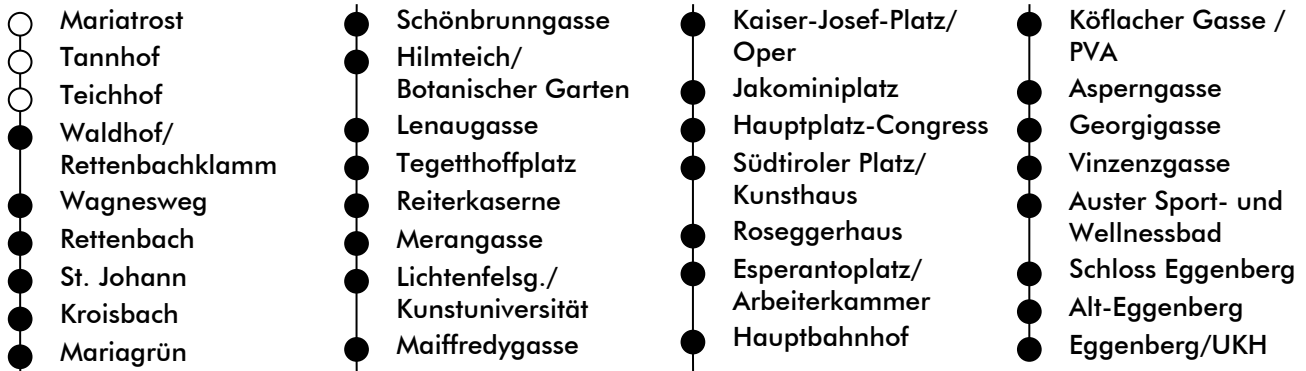 Mariatrost
Tannhof
Teichhof
Waldhof/
Rettenbachklamm
Wagnesweg
Rettenbach
St. Johann
Kroisbach
Mariagrün
Schönbrunngasse
Hilmteich/
Botanischer Garten
Lenaugasse
Tegetthoffplatz
Reiterkaserne
Merangasse
Lichtenfelsg./
Kunstuniversität
Maiffredygasse
Kaiser-Josef-Platz/
Oper
Jakominiplatz
Hauptplatz-Congress
Südtiroler Platz/
Kunsthaus
Roseggerhaus
Esperantoplatz/
Arbeiterkammer
Hauptbahnhof
Köflacher Gasse /
PVA
Asperngasse
Georgigasse
Vinzenzgasse
Auster Sport- und
Wellnessbad
Schloss Eggenberg
Alt-Eggenberg
Eggenberg/UKH